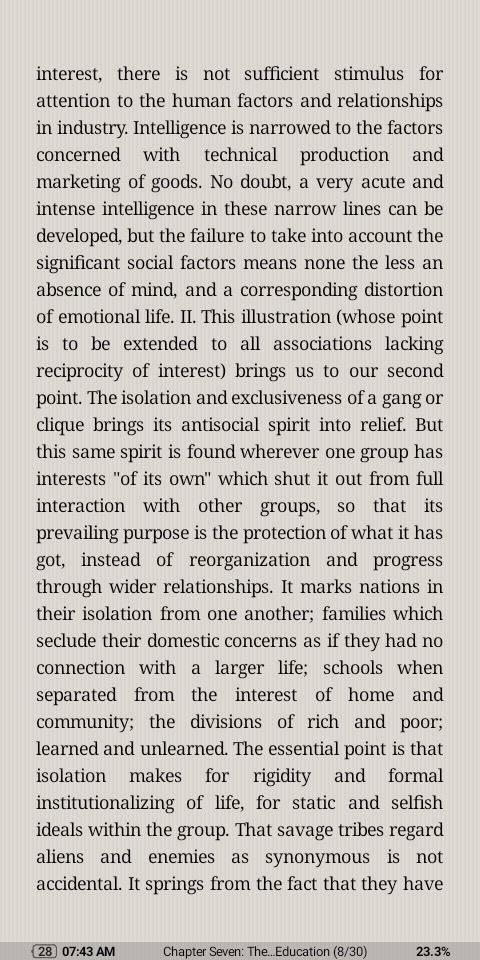 interest, there is not sufficient stimulus for
attention to the human factors and relationships
in industry. Intelligence is narrowed to the factors
concerned with technical production and
marketing of goods. No doubt, a very acute and
intense intelligence in these narrow lines can be
developed, but the failure to take into account the
significant social factors means none the less an
absence of mind, and a corresponding distortion
of emotional life. II. This illustration (whose point
is to be extended to all associations lacking
reciprocity of interest) brings us to our second
point. The isolation and exclusiveness of a gang or
clique brings its antisocial spirit into relief. But
this same spirit is found wherever one group has
interests "of its own" which shut it out from full
interaction with other groups, so that its
prevailing purpose is the protection of what it has
got, instead of reorganization and progress
through wider relationships. It marks nations in
their isolation from one another; families which
seclude their domestic concerns as if they had no
connection with a larger life; schools when
separated from the interest of home and
community; the divisions of rich and poor;
learned and unlearned. The essential point is that
isolation makes for rigidity and formal
institutionalizing of life, for static and selfish
ideals within the group. That savage tribes regard
aliens and enemies as synonymous is not
accidental. It springs from the fact that they have
28 07:43 AM Chapter Seven: The...Education (8/30) 23.3%